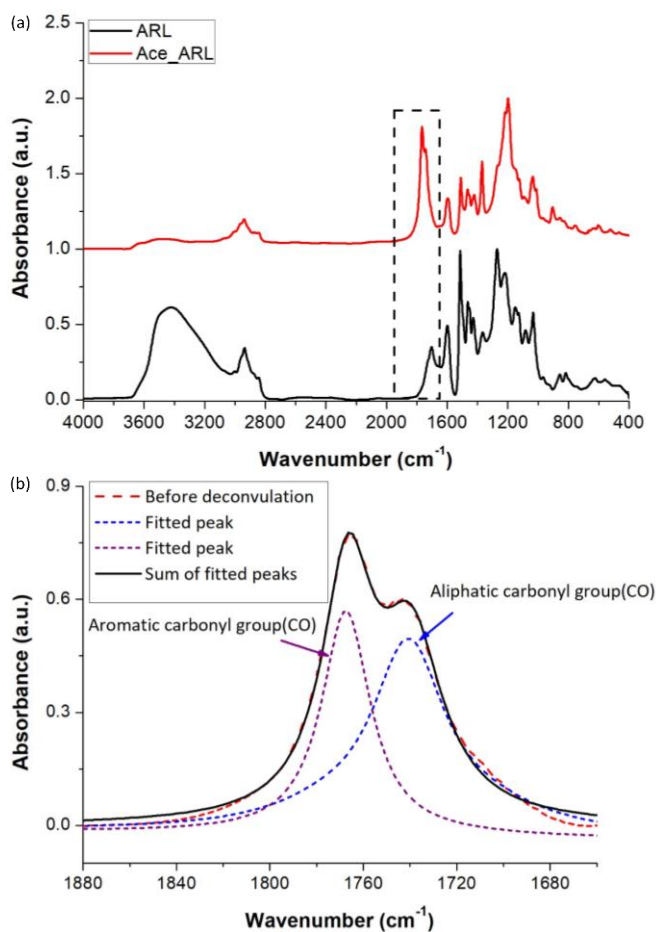 (a)
2.5
ARL
Ace_ARL
2.0
1.5
1.0
0.5
0.0
Absorbance (a.u.)
4000 3600 3200 2800 2400 2000 1600 1200 800 400
Wavenumber (cm-1)
(b)
0.9
Before deconvulation
Fitted peak
Fitted peak
Sum of fitted peaks
Aliphatic carbonyl group(CO)
Aromatic carbonyl group(CO)
0.6
0.3
0.0
Absorbance (a.u.)
1880 1840 1800 1760 1720 1680
Wavenumber (cm-1)